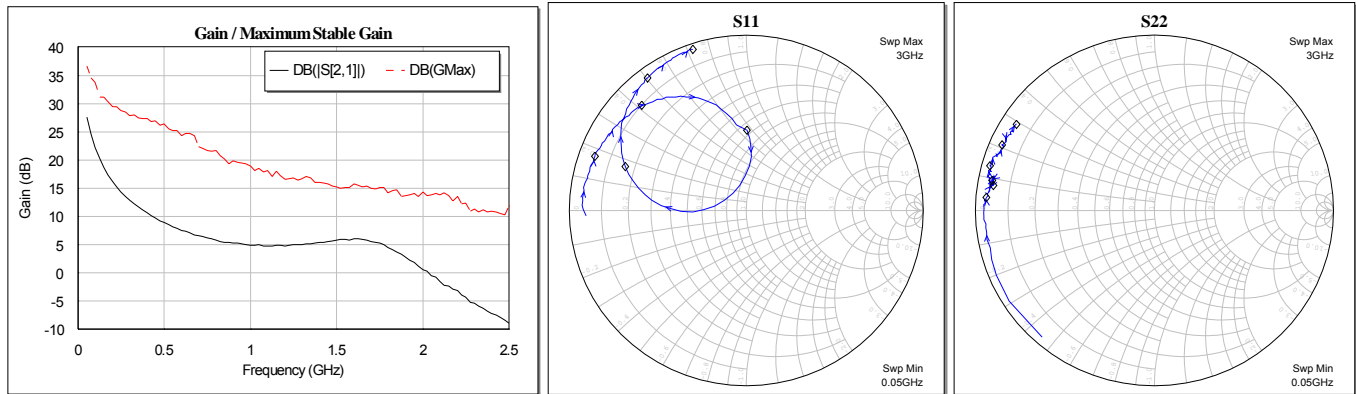 Gain / Maximum Stable Gain
DB(|S[2,1]|)
DB(GMax)
Gain (dB)
40
35
30
25
20
15
10
5
0
-5
-10
0
0.5
1
1.5
2
2.5
Frequency (GHz)
S11
Swp Max
3GHz
Swp Min
0.05GHz
S22
Swp Max
3GHz
Swp Min
0.05GHz